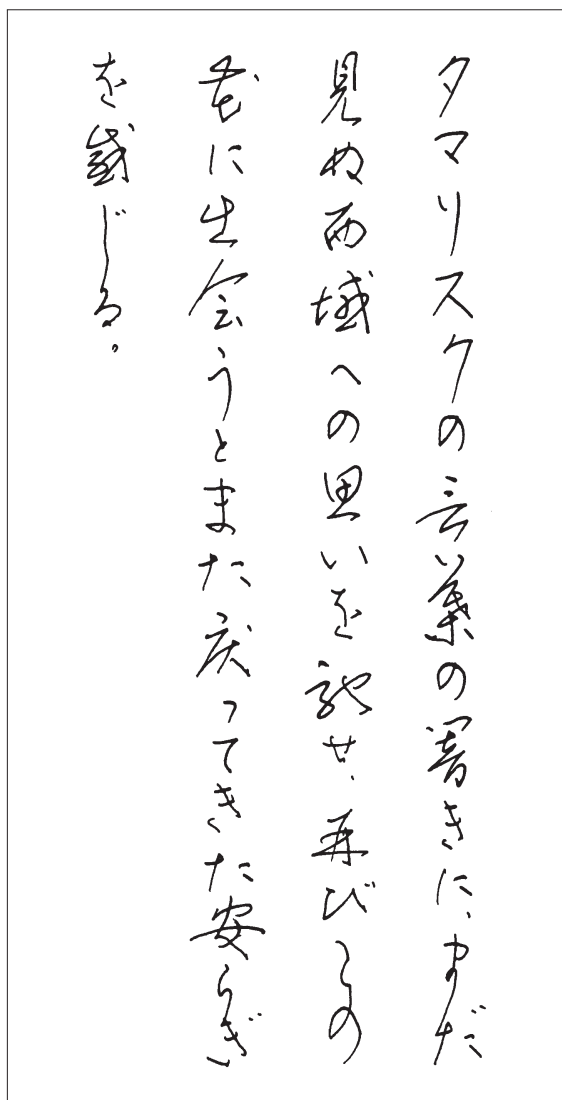 タマリスクの言葉の響きに、まだ
見ぬ西域への思いを馳せ、再びこの
花に出会うとまた戻ってきた安らぎ
を感じる。